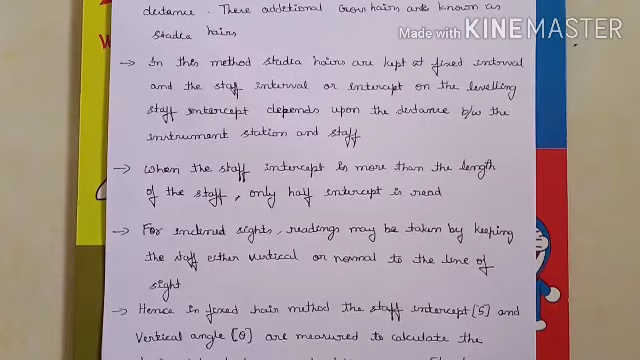 distance. These additional cross hairs are known as
stadia hairs
Made with KINEMASTER
→ In this method stadia hairs are kept at fixed interval
and the staff interval or intercept on the levelling
staff intercept depends upon the distance b/w the
instrument station and staff
→ When the staff intercept is more than the length
of the staff, only half intercept is read
→ For inclined sights, readings may be taken by keeping
the staff either vertical or normal to the line of
sight
→ Hence in fixed hair method the staff intercept [S] and
vertical angle [θ] are measured to calculate the